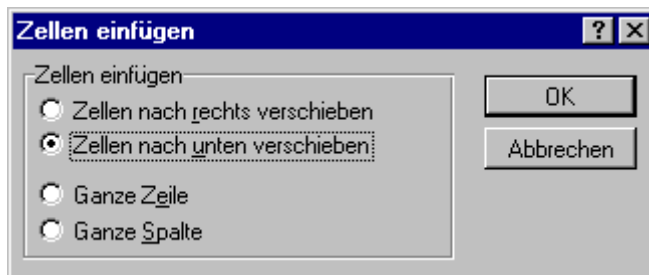 Zellen einfügen
Zellen einfügen
Zellen nach rechts verschieben
Zellen nach unten verschieben
Ganze Zeile
Ganze Spalte
OK
Abbrechen